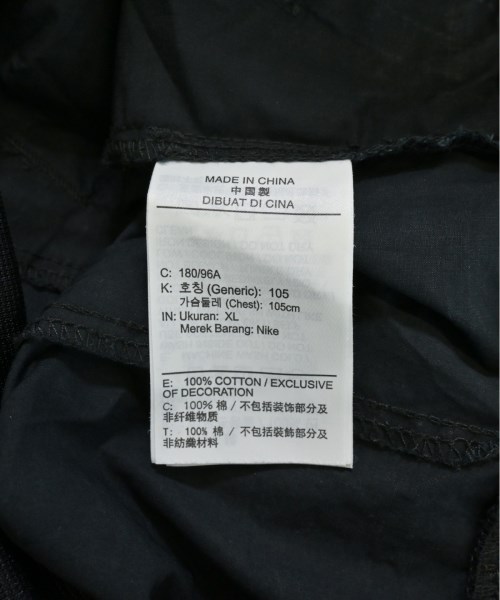 MADE IN CHINA
中国製
DIBUAT DI CINA
C: 180/96A
K: 호칭 (Generic): 105
가슴둘레 (Chest): 105cm
IN: Ukuran: XL
Merek Barang: Nike
E: 100% COTTON / EXCLUSIVE
OF DECORATION
C: 100% 棉 / 不包括装饰部分及
非纤维物质
T: 100% 棉 / 不包括裝飾部分及
非紡織材料